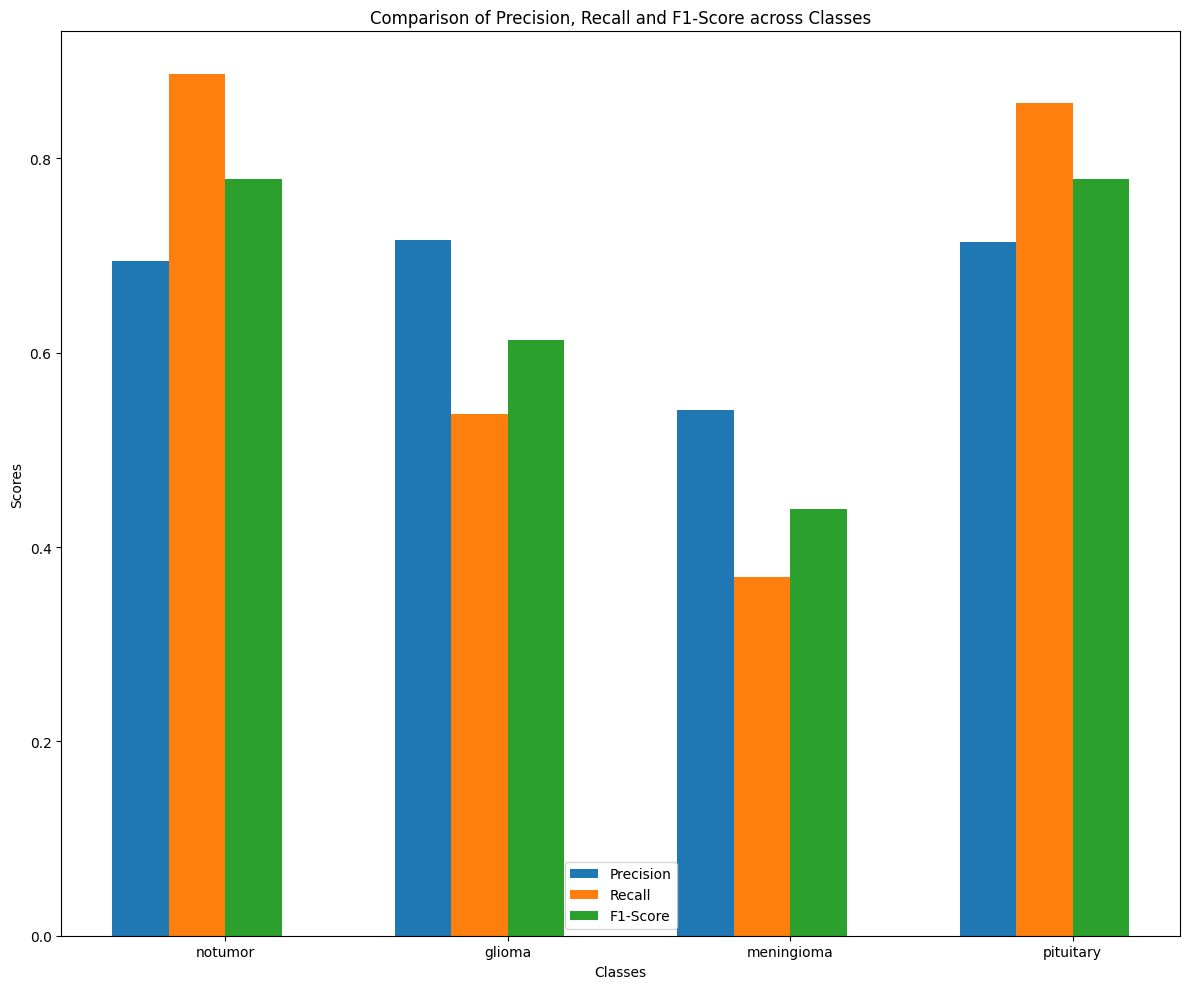 Comparison of Precision, Recall and F1-Score across Classes
Scores
0.8
0.6
0.4
0.2
0.0
Precision
Recall
F1-Score
notumor glioma meningioma pituitary
Classes